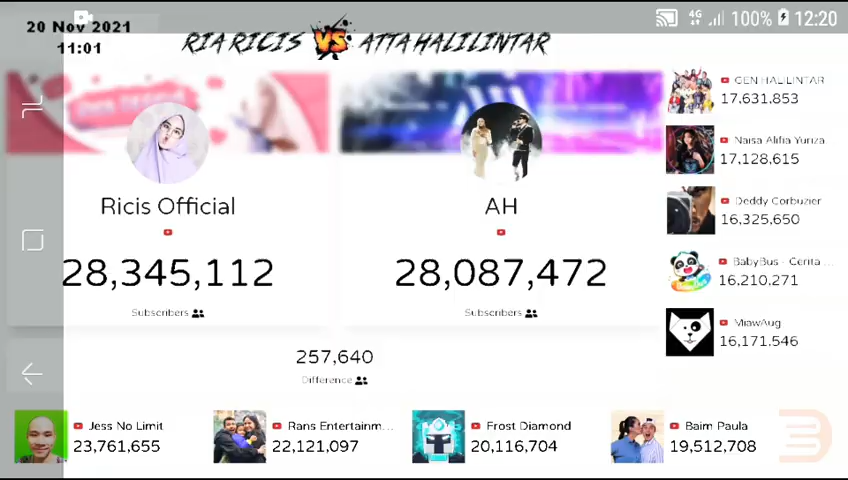 20 Nov 2021
11:01
RIA RICIS VS ATTA HALILINTAR
4G 100% 12:20
Ricis Official
28,345,112
Subscribers
AH
28,087,472
Subscribers
257,640
Difference
GEN HALILINTAR
17.631.853
Naisa Alifia Yuriza...
17,128,615
Deddy Corbuzier
16,325,650
BabyBus - Cerita ...
16.210.271
MiawAug
16,171.546
Jess No Limit
23,761,655
Rans Entertainm...
22,121,097
Frost Diamond
20,116,704
Baim Paula
19,512,708